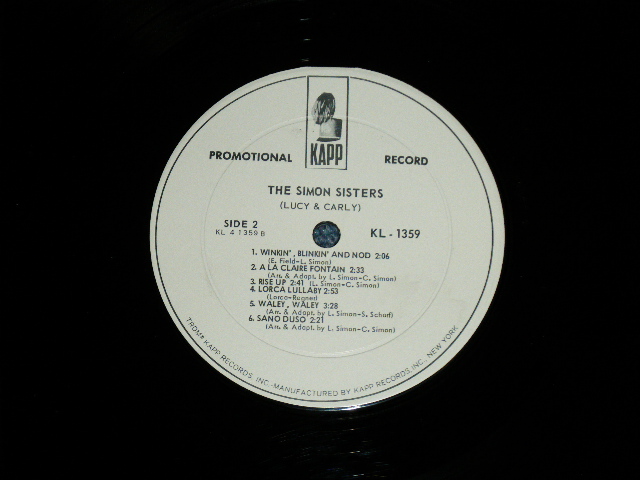 KAPP
PROMOTIONAL RECORD
THE SIMON SISTERS
(LUCY & CARLY)
SIDE 2 KL - 1359
KL 4 1359 B
1. WINKIN', BLINKIN' AND NOD 2:06
(E. Field-L. Simon)
2. A LA CLAIRE FONTAIN 2:33
(Arr. & Adapt. by L. Simon-C. Simon)
3. RISE UP 2:41 (L. Simon-C. Simon)
4. LORCA LULLABY 2:53
(Lorca-Regner)
5. WALEY, WALEY 3:28
(Arr. & Adapt. by L. Simon-S. Scharf)
6. SANO DUSO 2:21
(Arr. & Adapt. by L. Simon-C. Simon)
TRDM® KAPP RECORDS, INC.-MANUFACTURED BY KAPP RECORDS, INC., NEW YORK